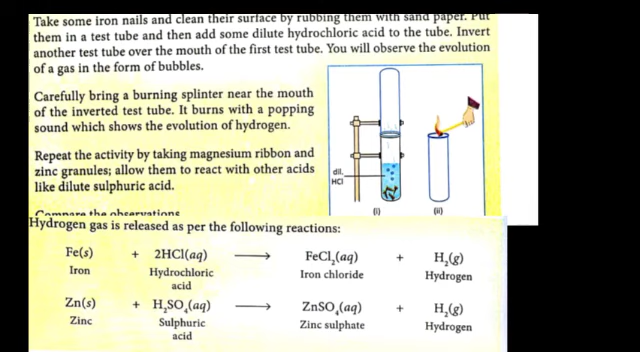 Take some iron nails and clean their surface by rubbing them with sand paper. Put
them in a test tube and then add some dilute hydrochloric acid to the tube. Invert
another test tube over the mouth of the first test tube. You will observe the evolution
of a gas in the form of bubbles.
Carefully bring a burning splinter near the mouth
of the inverted test tube. It burns with a popping
sound which shows the evolution of hydrogen.
Repeat the activity by taking magnesium ribbon and
zinc granules; allow them to react with other acids
like dilute sulphuric acid.
dil.
HCl
(i) (ii)
Compare the observations
Hydrogen gas is released as per the following reactions:
Fe(s) + 2HCl(aq) ⟶ FeCl₂(aq) + H₂(g)
Iron Hydrochloric Iron chloride Hydrogen
acid
Zn(s) + H₂SO₄(aq) ⟶ ZnSO₄(aq) + H₂(g)
Zinc Sulphuric Zinc sulphate Hydrogen
acid